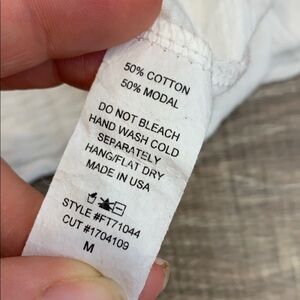 50% COTTON
50% MODAL
DO NOT BLEACH
HAND WASH COLD
SEPARATELY
HANG/FLAT DRY
MADE IN USA
STYLE #FT71044
CUT #1704109
M